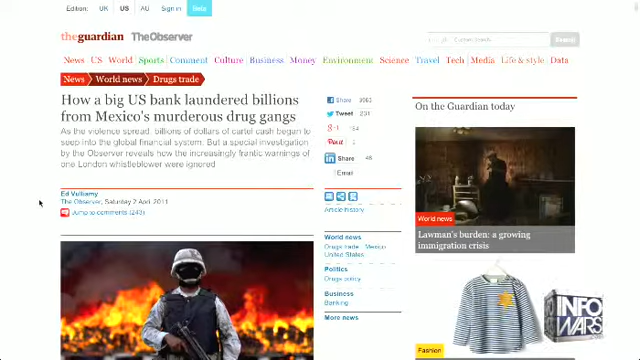 Edition: UK US AU Sign in Beta
theguardian TheObserver
Search
News US World Sports Comment Culture Business Money Environment Science Travel Tech Media Life & style Data
News World news Drugs trade
How a big US bank laundered billions
from Mexico's murderous drug gangs
As the violence spread, billions of dollars of cartel cash began to
seep into the global financial system. But a special investigation
by the Observer reveals how the increasingly frantic warnings of
one London whistleblower were ignored
Ed Vulliamy
The Observer, Saturday 2 April 2011
Jump to comments (243)
Share
Tweet
Pin it
Share
Email
Article history
World news
Drugs trade · Mexico
United States
Politics
Drugs policy
Business
Banking
More news
On the Guardian today
World news
Lawman's burden: a growing
immigration crisis
Fashion
INFO
WARS